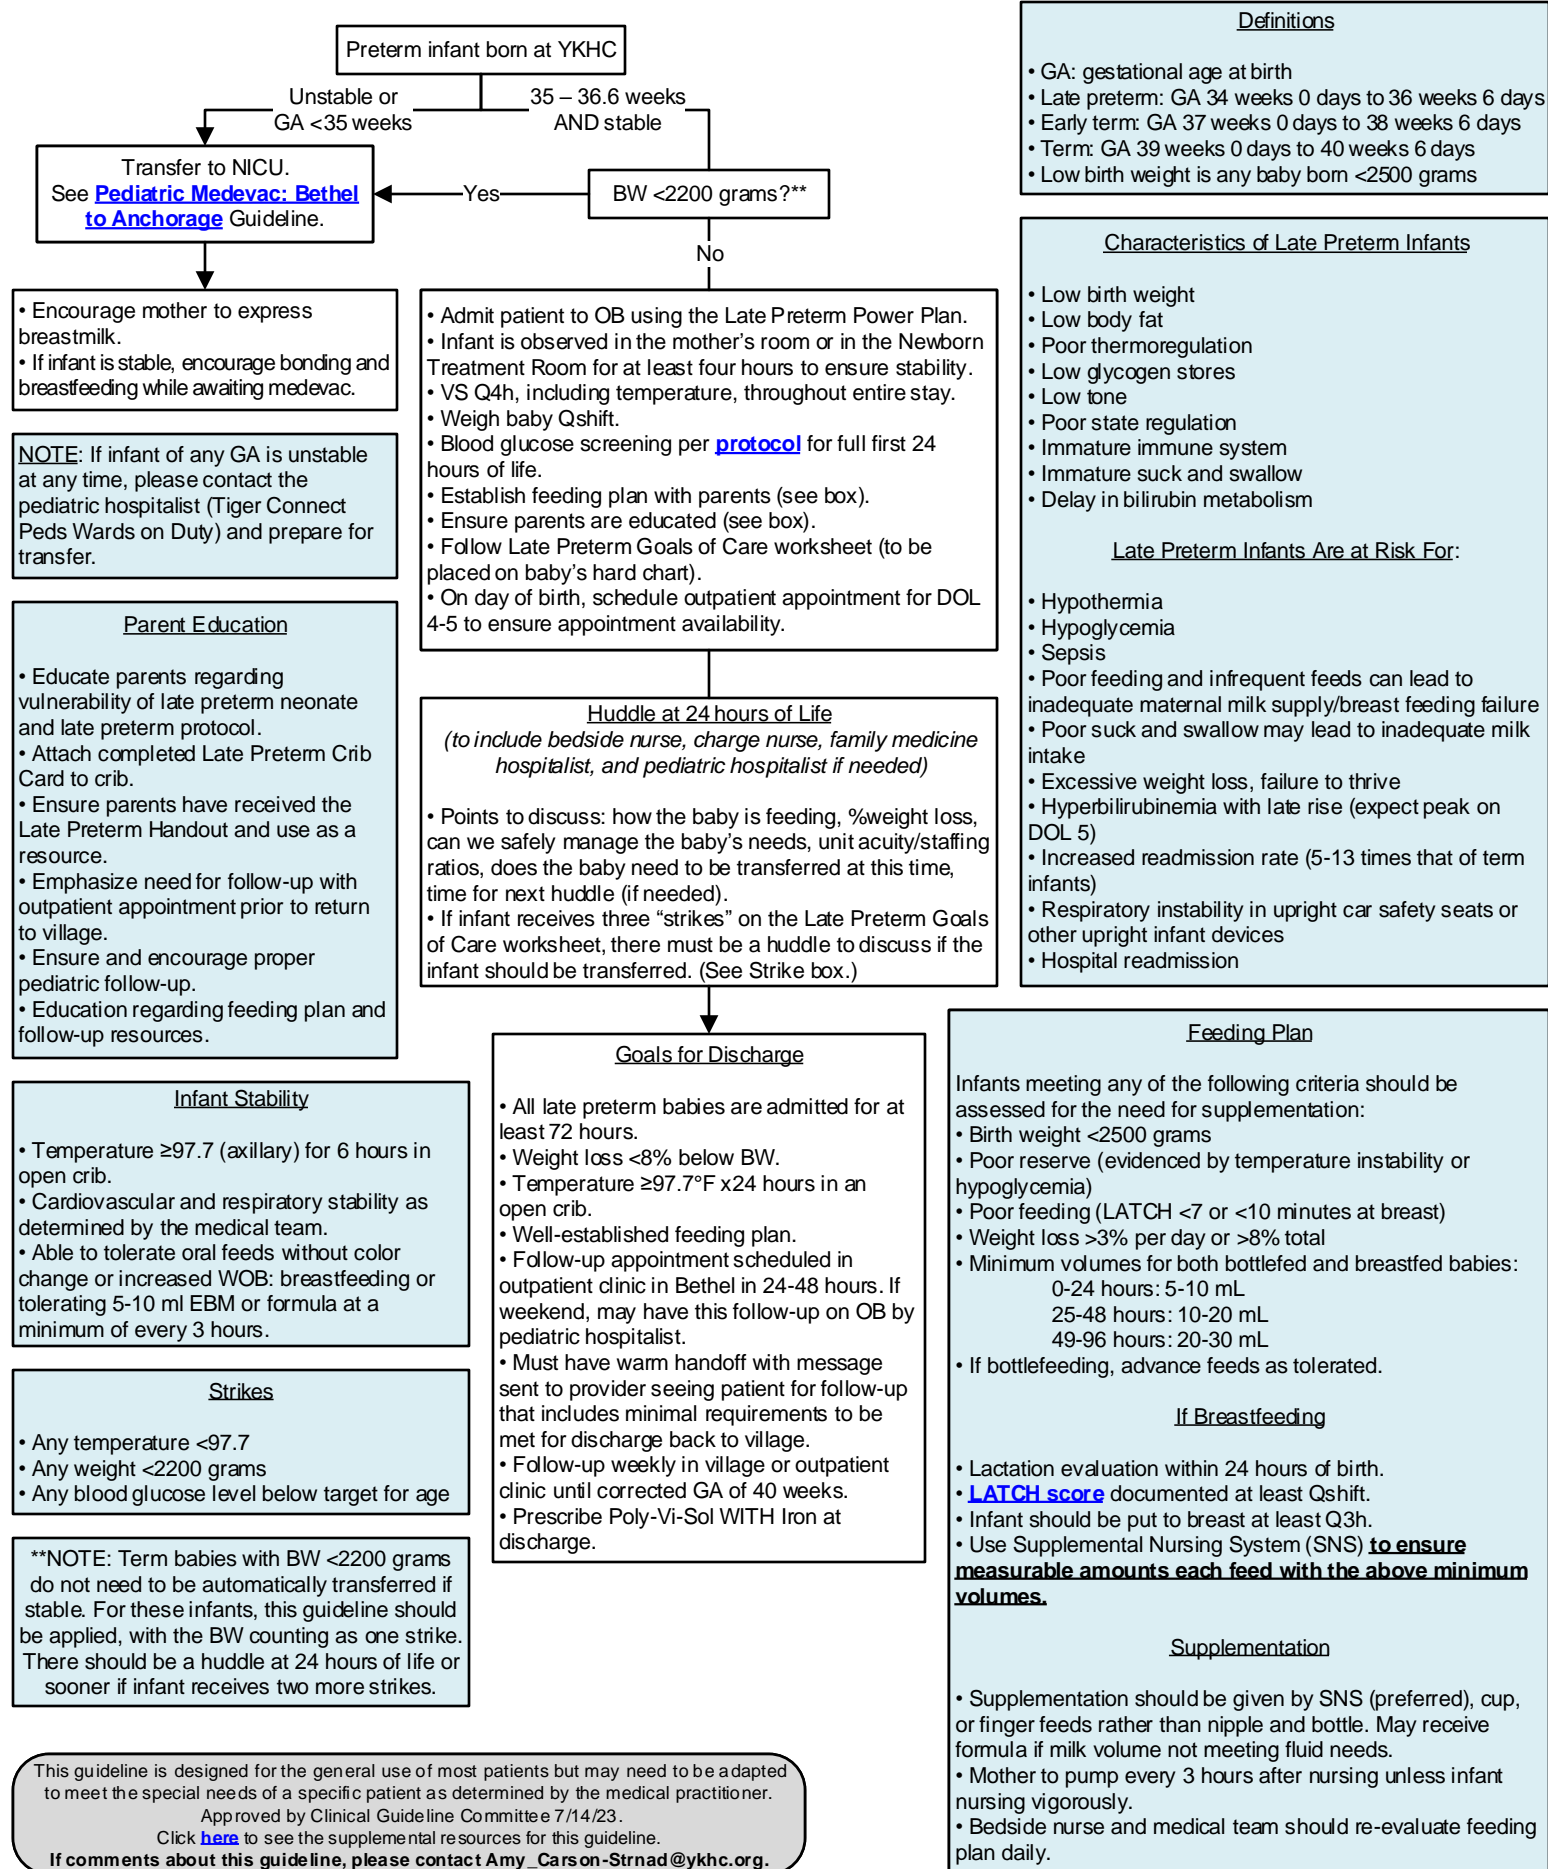 Preterm infant born at YKHC
Unstable or
GA <35 weeks
35 – 36.6 weeks
AND stable
Transfer to NICU.
See Pediatric Medevac: Bethel
to Anchorage Guideline.
Yes
BW <2200 grams?**
No
• Encourage mother to express
breastmilk.
• If infant is stable, encourage bonding and
breastfeeding while awaiting medevac.
NOTE: If infant of any GA is unstable
at any time, please contact the
pediatric hospitalist (Tiger Connect
Peds Wards on Duty) and prepare for
transfer.
Parent Education
• Educate parents regarding
vulnerability of late preterm neonate
and late preterm protocol.
• Attach completed Late Preterm Crib
Card to crib.
• Ensure parents have received the
Late Preterm Handout and use as a
resource.
• Emphasize need for follow-up with
outpatient appointment prior to return
to village.
• Ensure and encourage proper
pediatric follow-up.
• Education regarding feeding plan and
follow-up resources.
Infant Stability
• Temperature ≥97.7 (axillary) for 6 hours in
open crib.
• Cardiovascular and respiratory stability as
determined by the medical team.
• Able to tolerate oral feeds without color
change or increased WOB: breastfeeding or
tolerating 5-10 ml EBM or formula at a
minimum of every 3 hours.
Strikes
• Any temperature <97.7
• Any weight <2200 grams
• Any blood glucose level below target for age
**NOTE: Term babies with BW <2200 grams
do not need to be automatically transferred if
stable. For these infants, this guideline should
be applied, with the BW counting as one strike.
There should be a huddle at 24 hours of life or
sooner if infant receives two more strikes.
• Admit patient to OB using the Late Preterm Power Plan.
• Infant is observed in the mother's room or in the Newborn
Treatment Room for at least four hours to ensure stability.
• VS Q4h, including temperature, throughout entire stay.
• Weigh baby Qshift.
• Blood glucose screening per protocol for full first 24
hours of life.
• Establish feeding plan with parents (see box).
• Ensure parents are educated (see box).
• Follow Late Preterm Goals of Care worksheet (to be
placed on baby's hard chart).
• On day of birth, schedule outpatient appointment for DOL
4-5 to ensure appointment availability.
Huddle at 24 hours of Life
(to include bedside nurse, charge nurse, family medicine
hospitalist, and pediatric hospitalist if needed)
• Points to discuss: how the baby is feeding, %weight loss,
can we safely manage the baby's needs, unit acuity/staffing
ratios, does the baby need to be transferred at this time,
time for next huddle (if needed).
• If infant receives three “strikes” on the Late Preterm Goals
of Care worksheet, there must be a huddle to discuss if the
infant should be transferred. (See Strike box.)
Goals for Discharge
• All late preterm babies are admitted for at
least 72 hours.
• Weight loss <8% below BW.
• Temperature ≥97.7°F x24 hours in an
open crib.
• Well-established feeding plan.
• Follow-up appointment scheduled in
outpatient clinic in Bethel in 24-48 hours. If
weekend, may have this follow-up on OB by
pediatric hospitalist.
• Must have warm handoff with message
sent to provider seeing patient for follow-up
that includes minimal requirements to be
met for discharge back to village.
• Follow-up weekly in village or outpatient
clinic until corrected GA of 40 weeks.
• Prescribe Poly-Vi-Sol WITH Iron at
discharge.
Definitions
• GA: gestational age at birth
• Late preterm: GA 34 weeks 0 days to 36 weeks 6 days
• Early term: GA 37 weeks 0 days to 38 weeks 6 days
• Term: GA 39 weeks 0 days to 40 weeks 6 days
• Low birth weight is any baby born <2500 grams
Characteristics of Late Preterm Infants
• Low birth weight
• Low body fat
• Poor thermoregulation
• Low glycogen stores
• Low tone
• Poor state regulation
• Immature immune system
• Immature suck and swallow
• Delay in bilirubin metabolism
Late Preterm Infants Are at Risk For:
• Hypothermia
• Hypoglycemia
• Sepsis
• Poor feeding and infrequent feeds can lead to
inadequate maternal milk supply/breast feeding failure
• Poor suck and swallow may lead to inadequate milk
intake
• Excessive weight loss, failure to thrive
• Hyperbilirubinemia with late rise (expect peak on
DOL 5)
• Increased readmission rate (5-13 times that of term
infants)
• Respiratory instability in upright car safety seats or
other upright infant devices
• Hospital readmission
Feeding Plan
Infants meeting any of the following criteria should be
assessed for the need for supplementation:
• Birth weight <2500 grams
• Poor reserve (evidenced by temperature instability or
hypoglycemia)
• Poor feeding (LATCH <7 or <10 minutes at breast)
• Weight loss >3% per day or >8% total
• Minimum volumes for both bottlefed and breastfed babies:
0-24 hours: 5-10 mL
25-48 hours: 10-20 mL
49-96 hours: 20-30 mL
• If bottlefeeding, advance feeds as tolerated.
If Breastfeeding
• Lactation evaluation within 24 hours of birth.
• LATCH score documented at least Qshift.
• Infant should be put to breast at least Q3h.
• Use Supplemental Nursing System (SNS) to ensure
measurable amounts each feed with the above minimum
volumes.
Supplementation
• Supplementation should be given by SNS (preferred), cup,
or finger feeds rather than nipple and bottle. May receive
formula if milk volume not meeting fluid needs.
• Mother to pump every 3 hours after nursing unless infant
nursing vigorously.
• Bedside nurse and medical team should re-evaluate feeding
plan daily.
This guideline is designed for the general use of most patients but may need to be adapted
to meet the special needs of a specific patient as determined by the medical practitioner.
Approved by Clinical Guideline Committee 7/14/23.
Click here to see the supplemental resources for this guideline.
If comments about this guideline, please contact Amy_Carson-Strnad@ykhc.org.